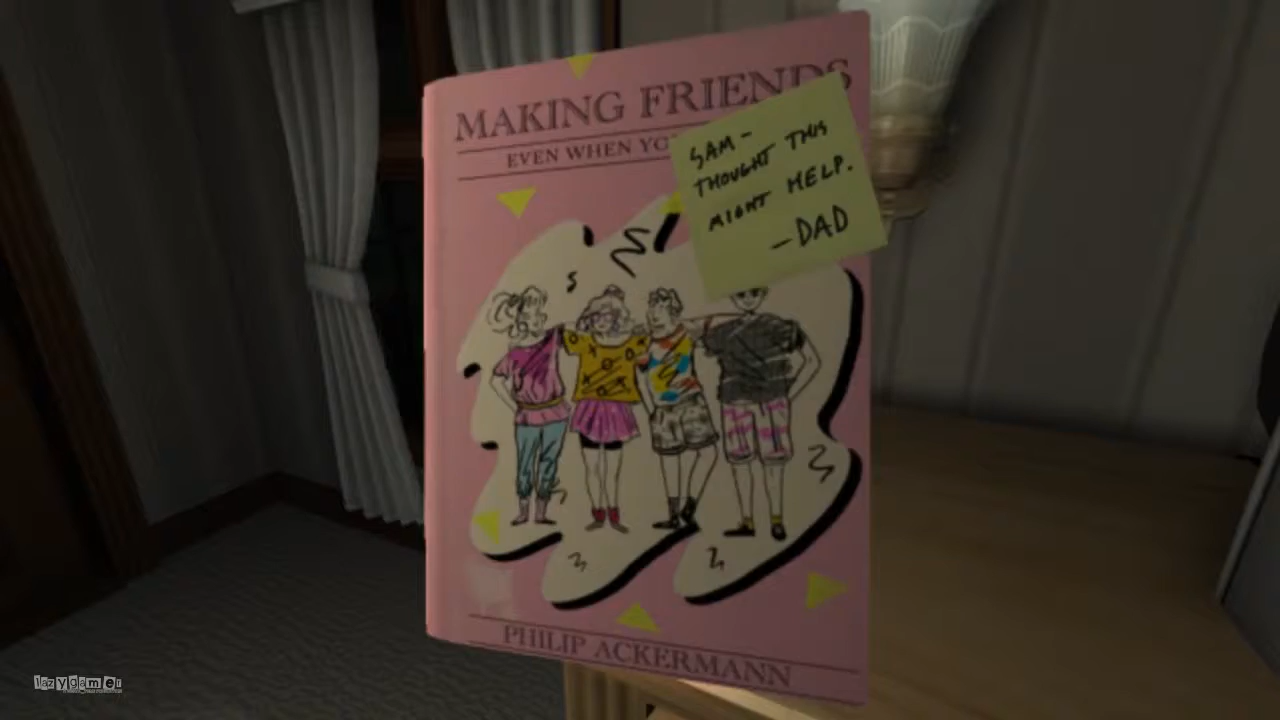 MAKING FRIENDS
EVEN WHEN YO
SAM-
THOUGHT THIS
MIGHT HELP.
-DAD
PHILIP ACKERMANN
lazygamer